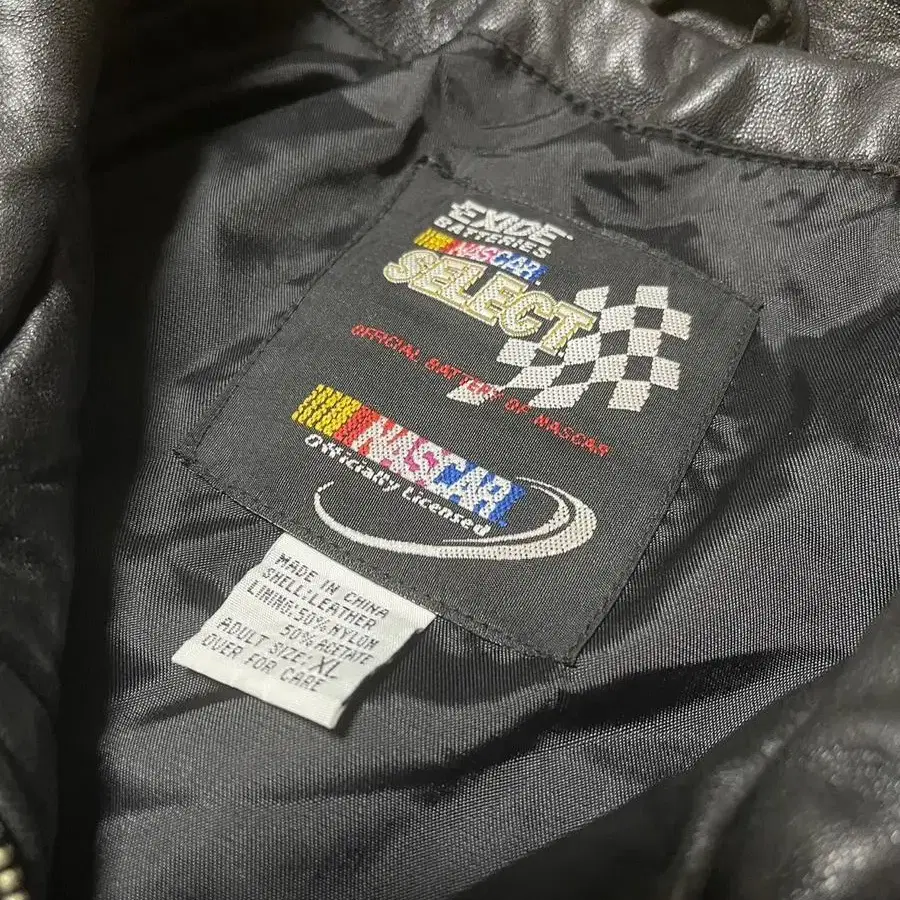 EXIDE
BATTERIES
NASCAR
SELECT
OFFICIAL BATTERY OF NASCAR
NASCAR
Officially Licensed
MADE IN CHINA
SHELL:LEATHER
LINING:50% NYLON
50% ACETATE
ADULT SIZE:XL
OVER FOR CARE